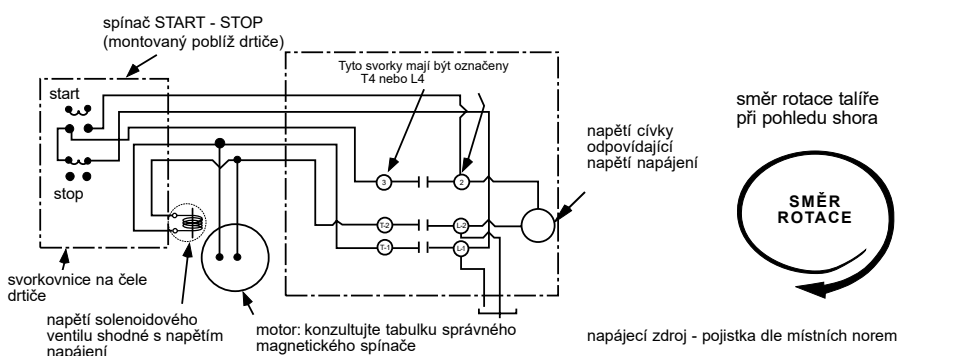 spínač START - STOP
(montovaný poblíž drtiče)
start
stop
Tyto svorky mají být označeny
T4 nebo L4
3
2
T-2
L-2
T-1
L-1
napětí cívky
odpovídající
napětí napájení
směr rotace talíře
při pohledu shora
SMĚR
ROTACE
svorkovnice na čele
drtiče
napětí solenoidového
ventilu shodné s napětím
napájení
motor: konzultujte tabulku správného
magnetického spínače
napájecí zdroj - pojistka dle místních norem